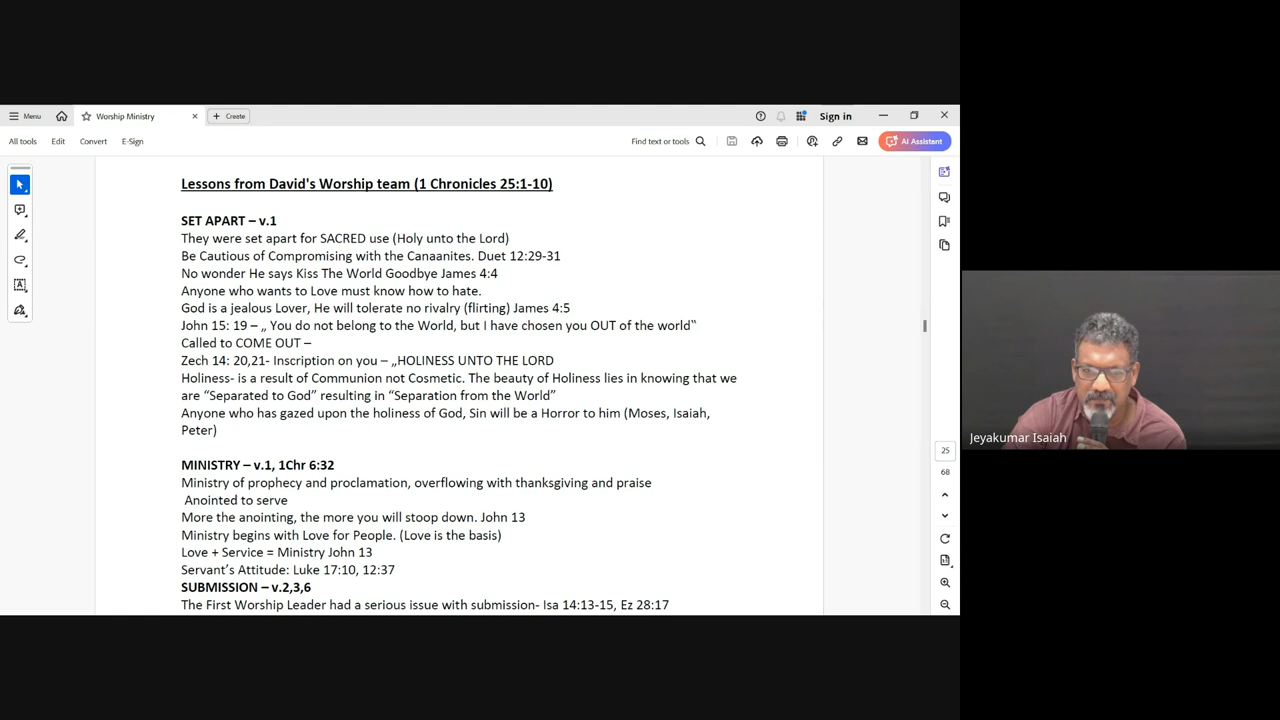 Menu
Worship Ministry
Create
Sign in
All tools
Edit
Convert
E-Sign
Find text or tools
AI Assistant
Lessons from David's Worship team (1 Chronicles 25:1-10)
SET APART – v.1
They were set apart for SACRED use (Holy unto the Lord)
Be Cautious of Compromising with the Canaanites. Duet 12:29-31
No wonder He says Kiss The World Goodbye James 4:4
Anyone who wants to Love must know how to hate.
God is a jealous Lover, He will tolerate no rivalry (flirting) James 4:5
John 15: 19 – „ You do not belong to the World, but I have chosen you OUT of the world‟
Called to COME OUT –
Zech 14: 20,21- Inscription on you – „HOLINESS UNTO THE LORD
Holiness- is a result of Communion not Cosmetic. The beauty of Holiness lies in knowing that we
are “Separated to God” resulting in “Separation from the World”
Anyone who has gazed upon the holiness of God, Sin will be a Horror to him (Moses, Isaiah,
Peter)
MINISTRY – v.1, 1Chr 6:32
Ministry of prophecy and proclamation, overflowing with thanksgiving and praise
Anointed to serve
More the anointing, the more you will stoop down. John 13
Ministry begins with Love for People. (Love is the basis)
Love + Service = Ministry John 13
Servant’s Attitude: Luke 17:10, 12:37
SUBMISSION – v.2,3,6
The First Worship Leader had a serious issue with submission- Isa 14:13-15, Ez 28:17
25
68
Jeyakumar Isaiah